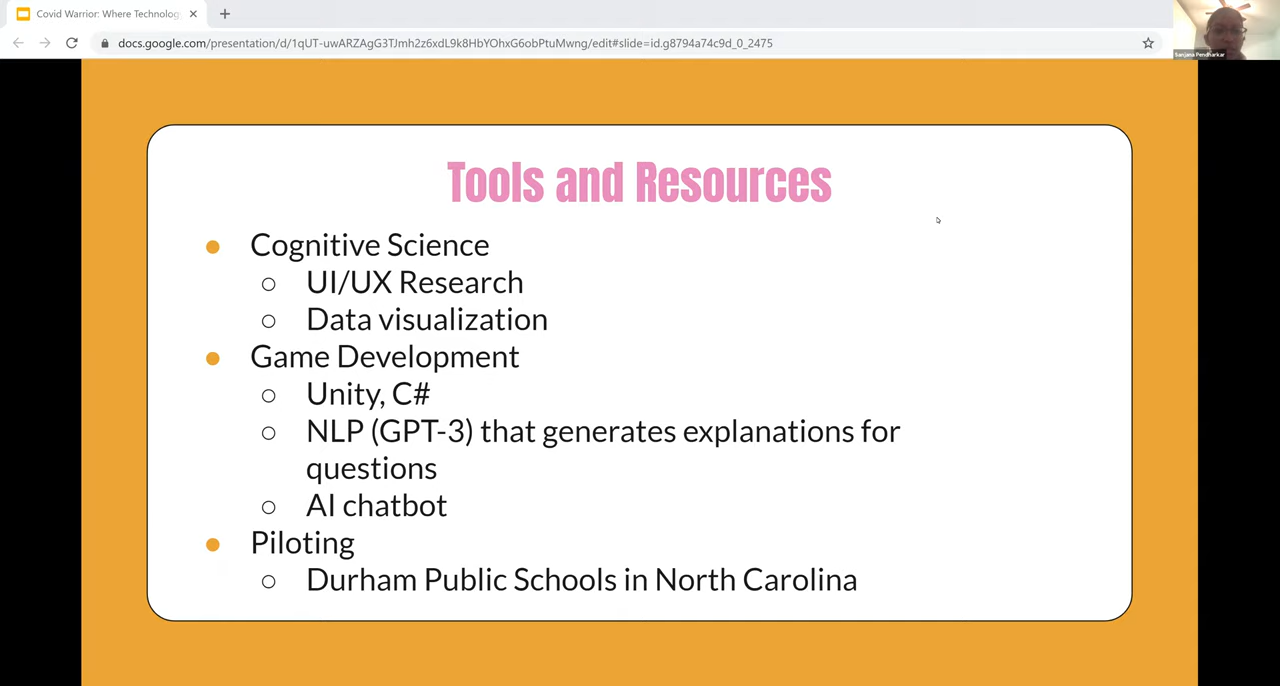 Covid Warrior: Where Technolog
docs.google.com/presentation/d/1qUT-uwARZAgG3TJmh2z6xdL9k8HbYOhxG6obPtuMwng/edit#slide=id.g8794a74c9d_0_2475
Sanjana Pendharkar
Tools and Resources
● Cognitive Science
○ UI/UX Research
○ Data visualization
● Game Development
○ Unity, C#
○ NLP (GPT-3) that generates explanations for
questions
○ AI chatbot
● Piloting
○ Durham Public Schools in North Carolina